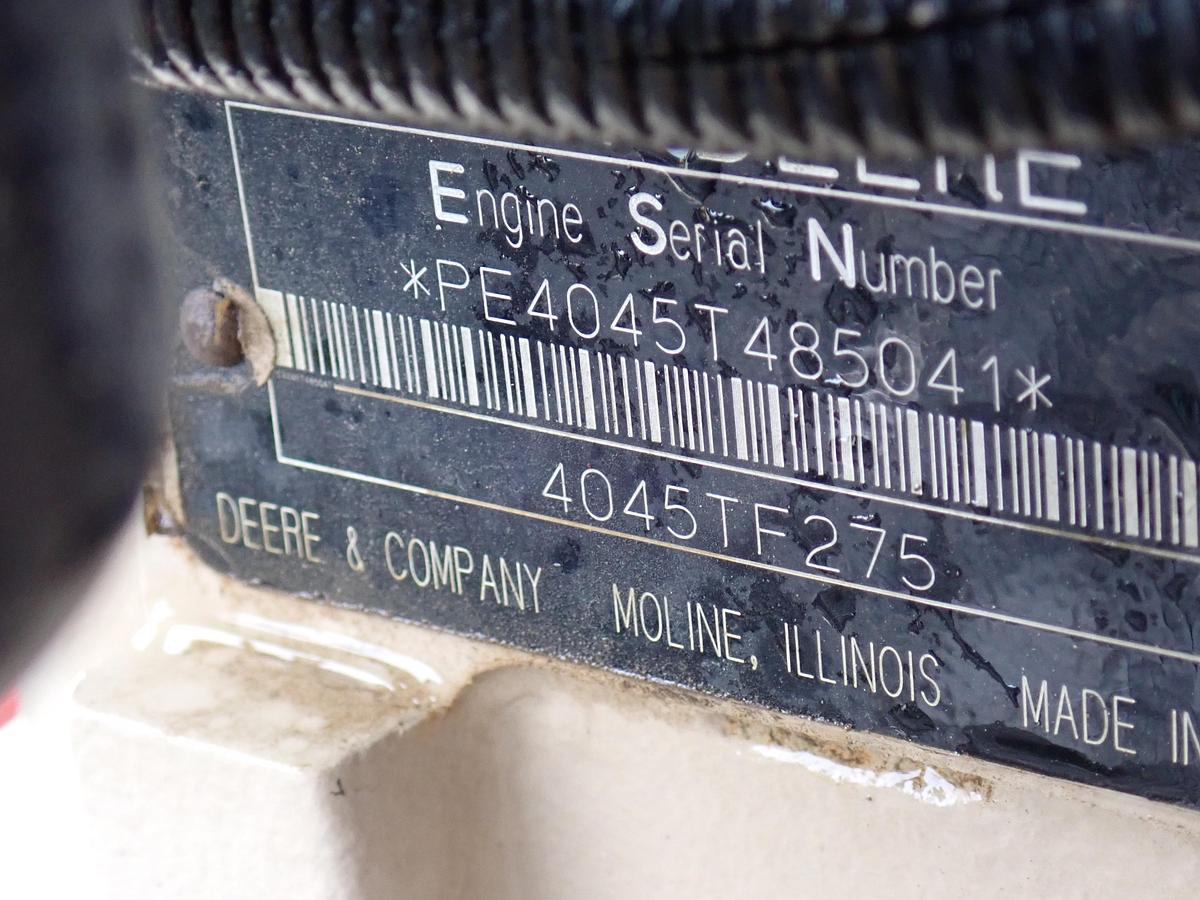 Engine Serial Number
*PE4045T485041*
4045TF275
DEERE & COMPANY MOLINE, ILLINOIS MADE IN